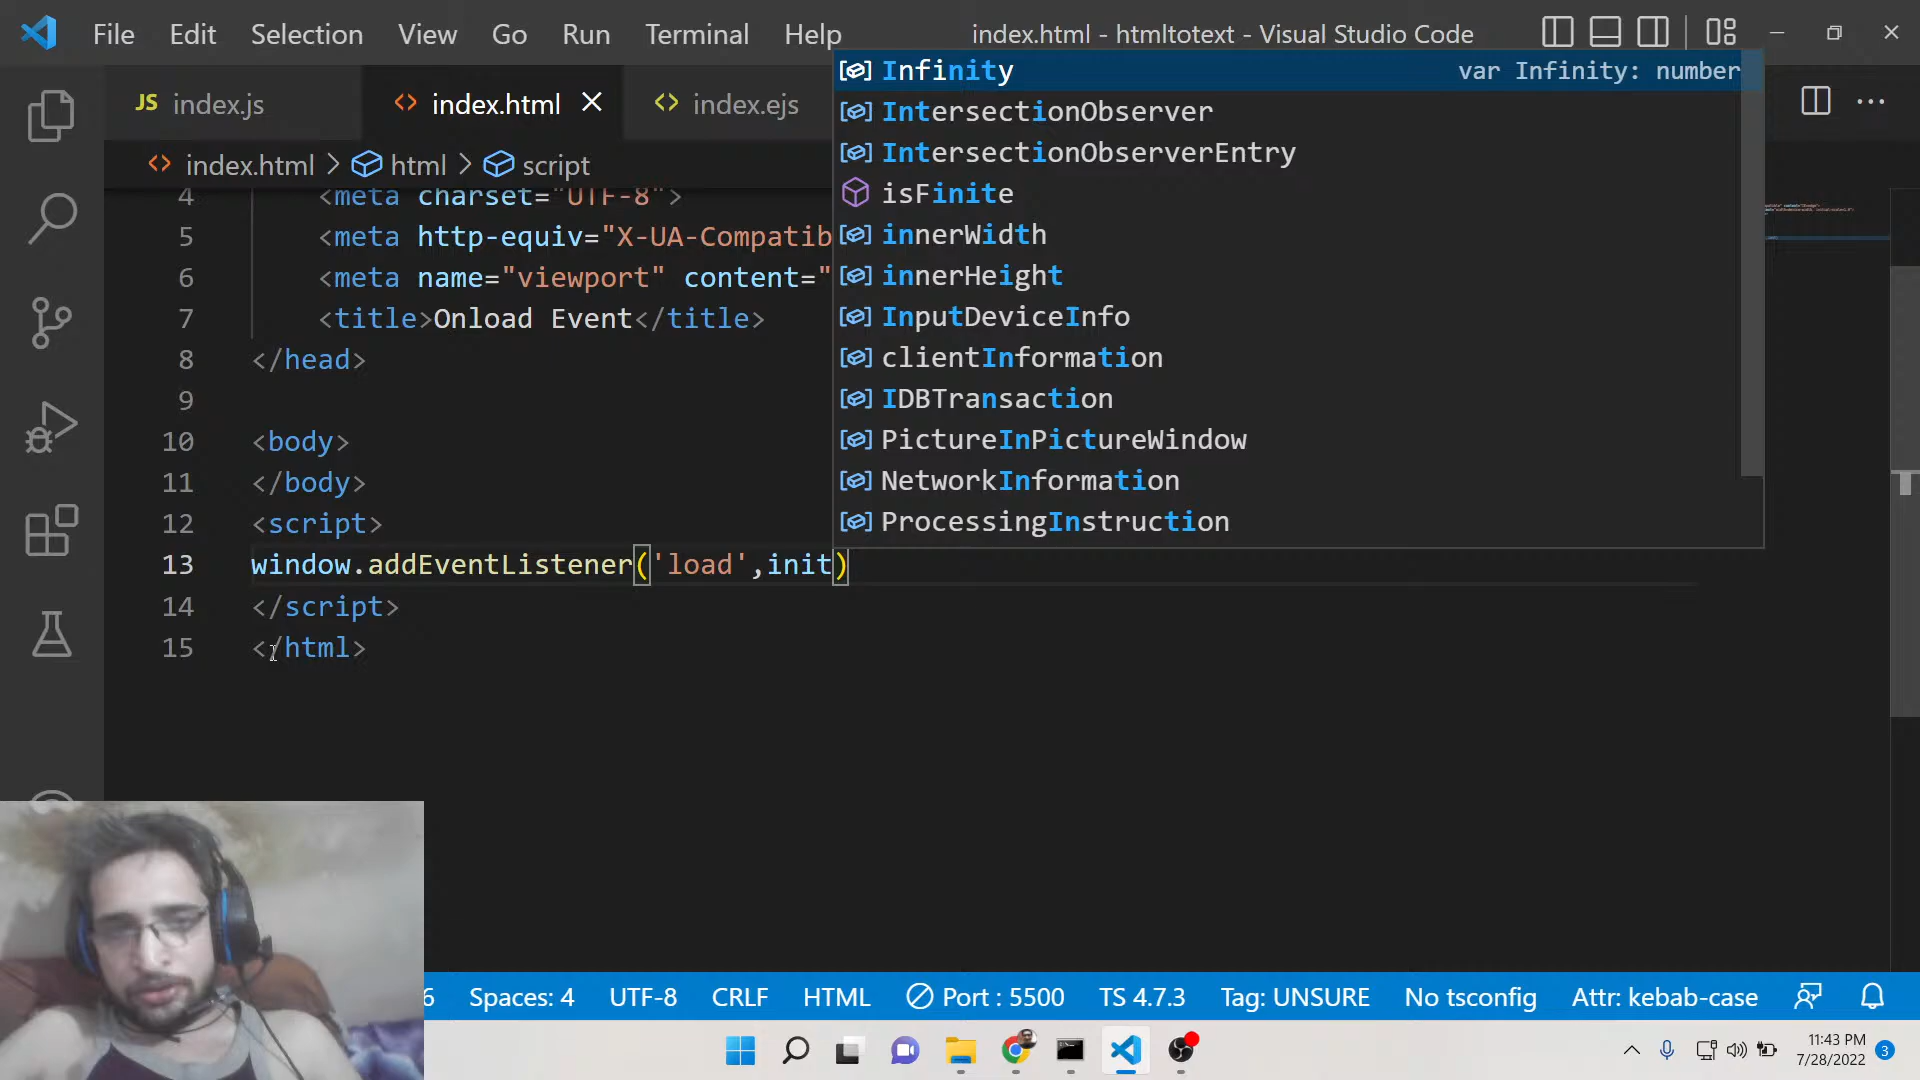 File Edit Selection View Go Run Terminal Help index.html - htmltotext - Visual Studio Code
JS index.js <> index.html <> index.ejs
<> index.html > html > script
4 <meta charset="UTF-8">
5 <meta http-equiv="X-UA-Compatib
6 <meta name="viewport" content="
7 <title>Onload Event</title>
8 </head>
9
10 <body>
11 </body>
12 <script>
13 window.addEventListener('load',init)
14 </script>
15 </html>
Infinity var Infinity: number
IntersectionObserver
IntersectionObserverEntry
isFinite
innerWidth
innerHeight
InputDeviceInfo
clientInformation
IDBTransaction
PictureInPictureWindow
NetworkInformation
ProcessingInstruction
6 Spaces: 4 UTF-8 CRLF HTML Port : 5500 TS 4.7.3 Tag: UNSURE No tsconfig Attr: kebab-case
11:43 PM
7/28/2022 3